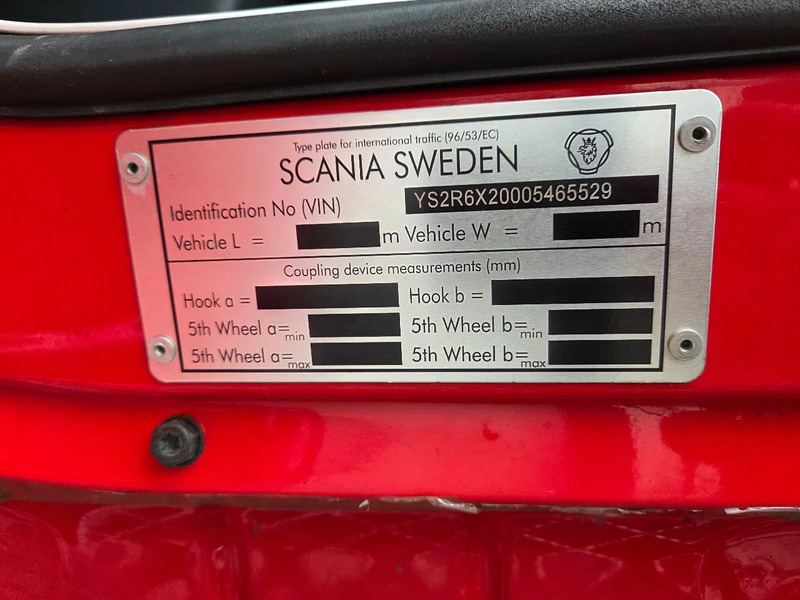 Type plate for international traffic (96/53/EC)
SCANIA SWEDEN
Identification No (VIN) YS2R6X20005465529
Vehicle L = m Vehicle W = m
Coupling device measurements (mm)
Hook a = Hook b =
5th Wheel a=min 5th Wheel b=min
5th Wheel a=max 5th Wheel b=max